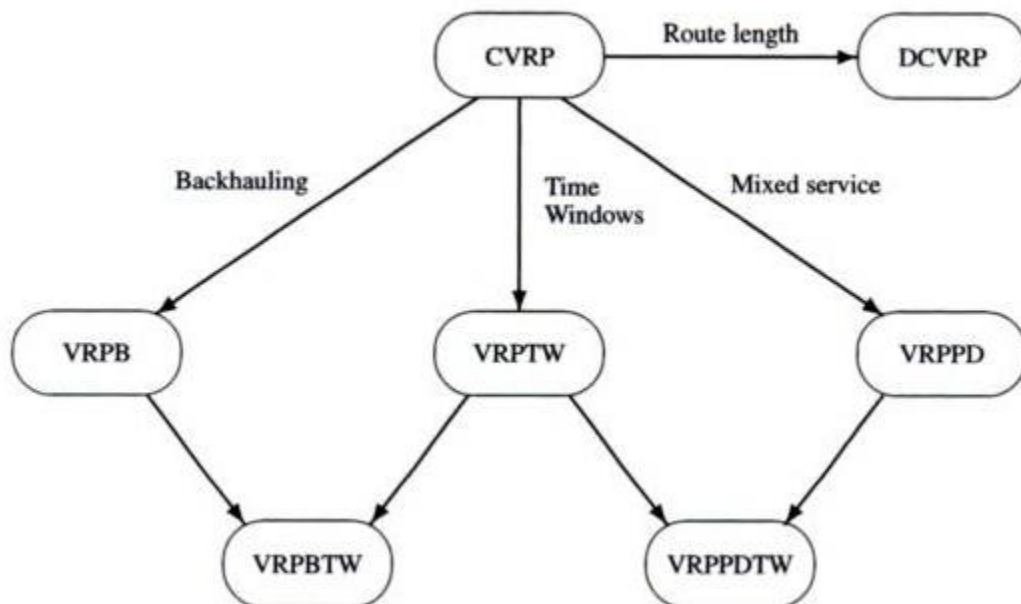 CVRP
Route length
DCVRP
Backhauling
Time
Windows
Mixed service
VRPB
VRPTW
VRPPD
VRPBTW
VRPPDTW